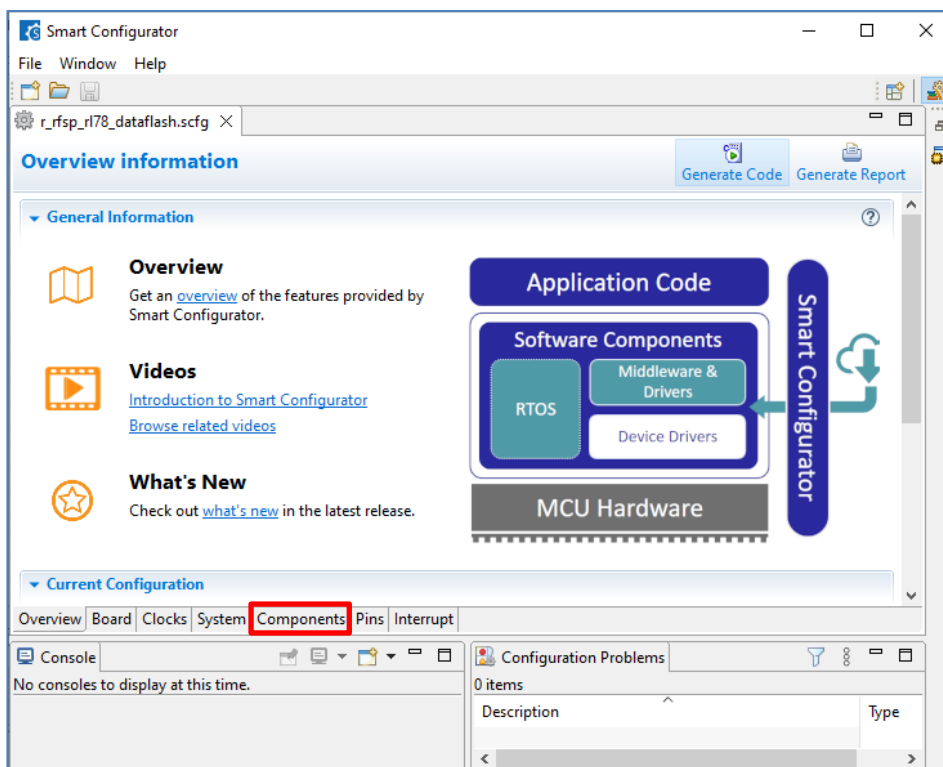 Smart Configurator
File Window Help
r_rfsp_rl78_dataflash.scfg
Overview information
Generate Code
Generate Report
General Information
Overview
Get an overview of the features provided by
Smart Configurator.
Videos
Introduction to Smart Configurator
Browse related videos
What's New
Check out what's new in the latest release.
Application Code
Software Components
RTOS
Middleware &
Drivers
Device Drivers
MCU Hardware
Smart Configurator
Current Configuration
Overview Board Clocks System Components Pins Interrupt
Console
No consoles to display at this time.
Configuration Problems
0 items
Description Type